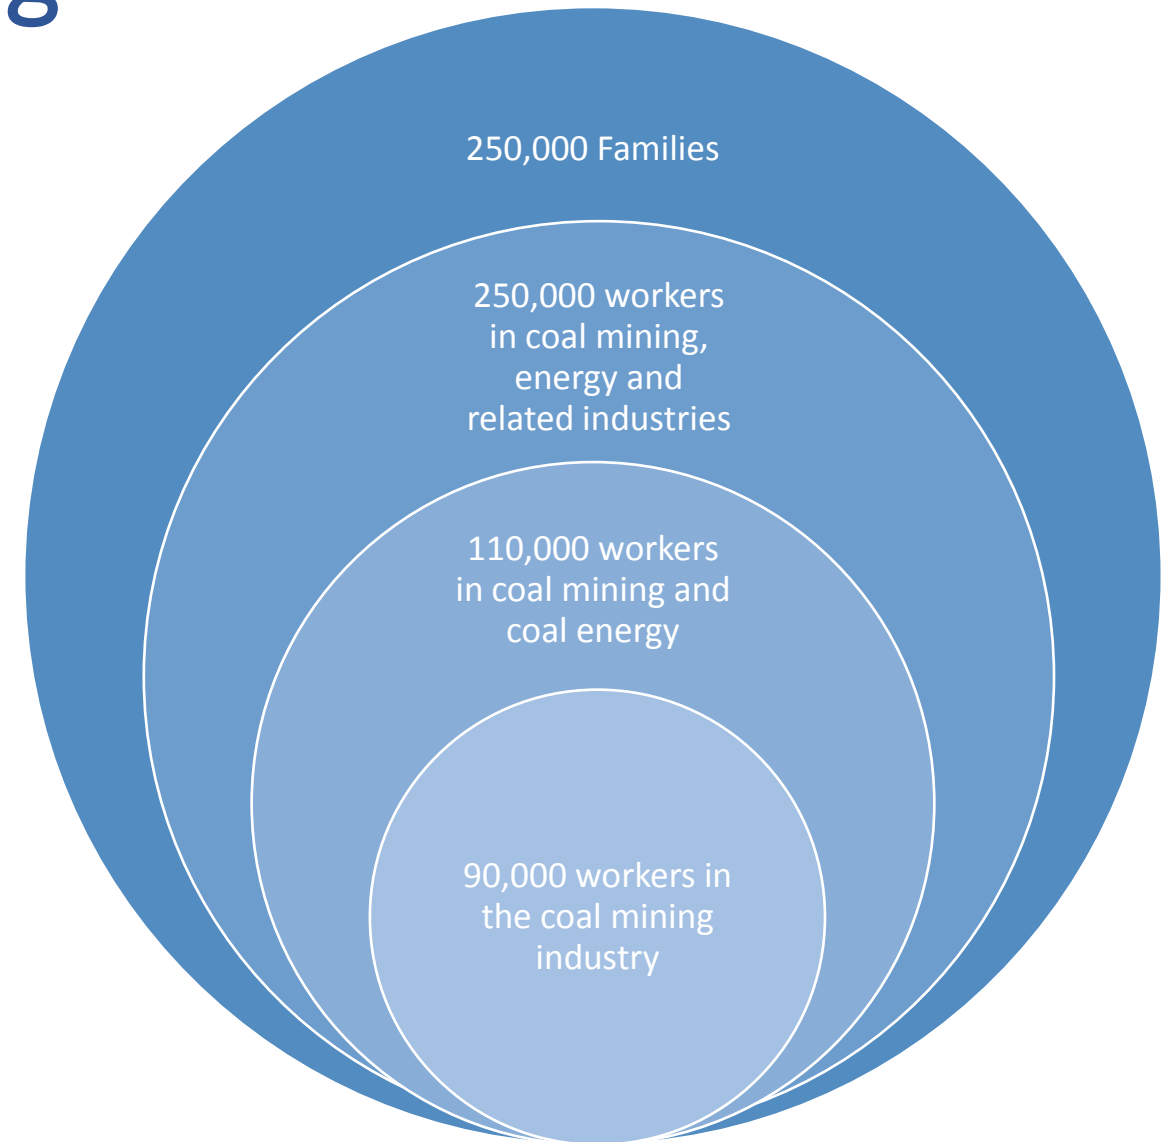 250,000 Families
250,000 workers
in coal mining,
energy and
related industries
110,000 workers
in coal mining and
coal energy
90,000 workers in
the coal mining
industry